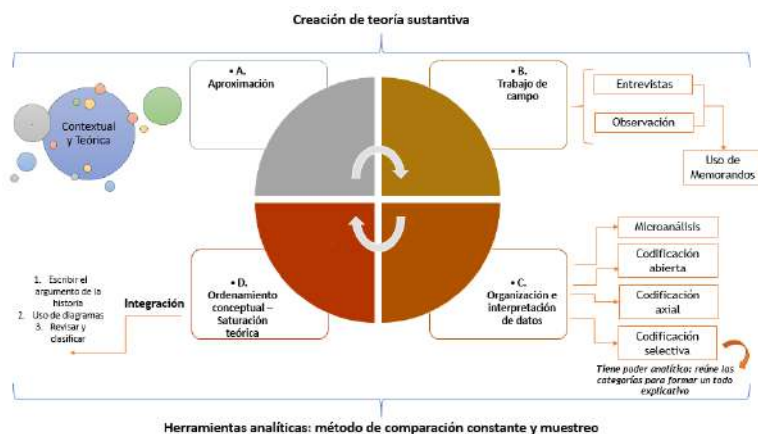 Creación de teoría sustantiva
• A.
Aproximación
Contextual
y Teórica
• B.
Trabajo de
campo
Entrevistas
Observación
Uso de
Memorandos
• C.
Organización e
interpretación
de datos
Microanálisis
Codificación
abierta
Codificación
axial
Codificación
selectiva
Tiene poder analítico: reúne las
categorías para formar un todo
explicativo
• D.
Ordenamiento
conceptual –
Saturación
teórica
Integración
1. Escribir el
argumento de la
historia
2. Uso de diagramas
3. Revisar y
clasificar
Herramientas analíticas: método de comparación constante y muestreo